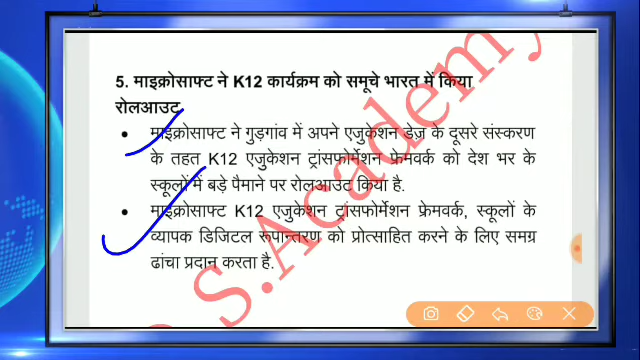 5. माइक्रोसाफ्ट ने K12 कार्यक्रम को समूचे भारत में किया
रोलआउट
• माइक्रोसाफ्ट ने गुड़गांव में अपने एजुकेशन डेज़ के दूसरे संस्करण
के तहत K12 एजुकेशन ट्रांसफोर्मेशन फ्रेमवर्क को देश भर के
स्कूलों में बड़े पैमाने पर रोलआउट किया है.
• माइक्रोसाफ्ट K12 एजुकेशन ट्रांसफोर्मेशन फ्रेमवर्क, स्कूलों के
व्यापक डिजिटल रूपान्तरण को प्रोत्साहित करने के लिए समग्र
ढांचा प्रदान करता है.
S.Academy